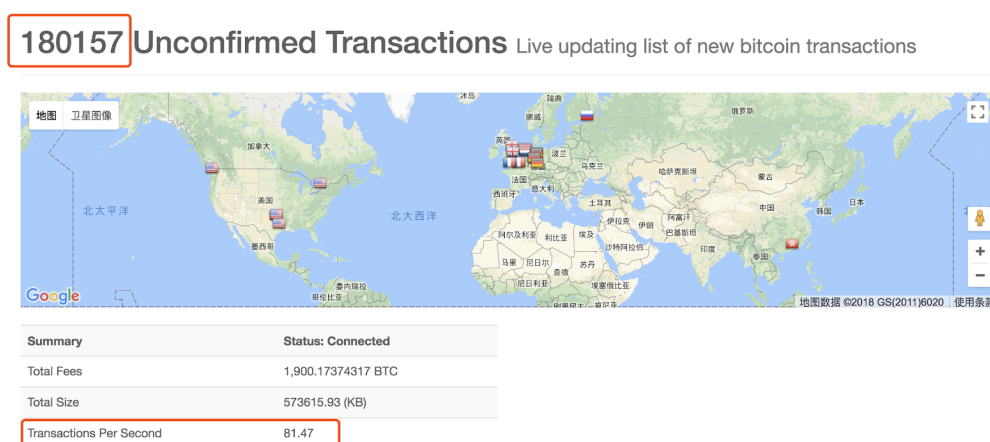 180157 Unconfirmed Transactions Live updating list of new bitcoin transactions
地图 卫星图像
冰岛
瑞典
挪威
俄罗斯
加拿大
英国
波兰
乌克兰
哈萨克斯坦
蒙古
法国
西班牙
意大利
土耳其
美国
北太平洋
北大西洋
中国
韩国
日本
伊拉克
伊朗
阿富汗
巴基斯坦
阿尔及利亚
利比亚
埃及
沙特阿拉伯
印度
泰国
墨西哥
马里
尼日尔
乍得
苏丹
尼日利亚
埃塞俄比亚
委内瑞拉
哥伦比亚
肯尼亚
Google
地图数据 ©2018 GS(2011)6020 使用条款
Summary Status: Connected
Total Fees 1,900.17374317 BTC
Total Size 573615.93 (KB)
Transactions Per Second 81.47